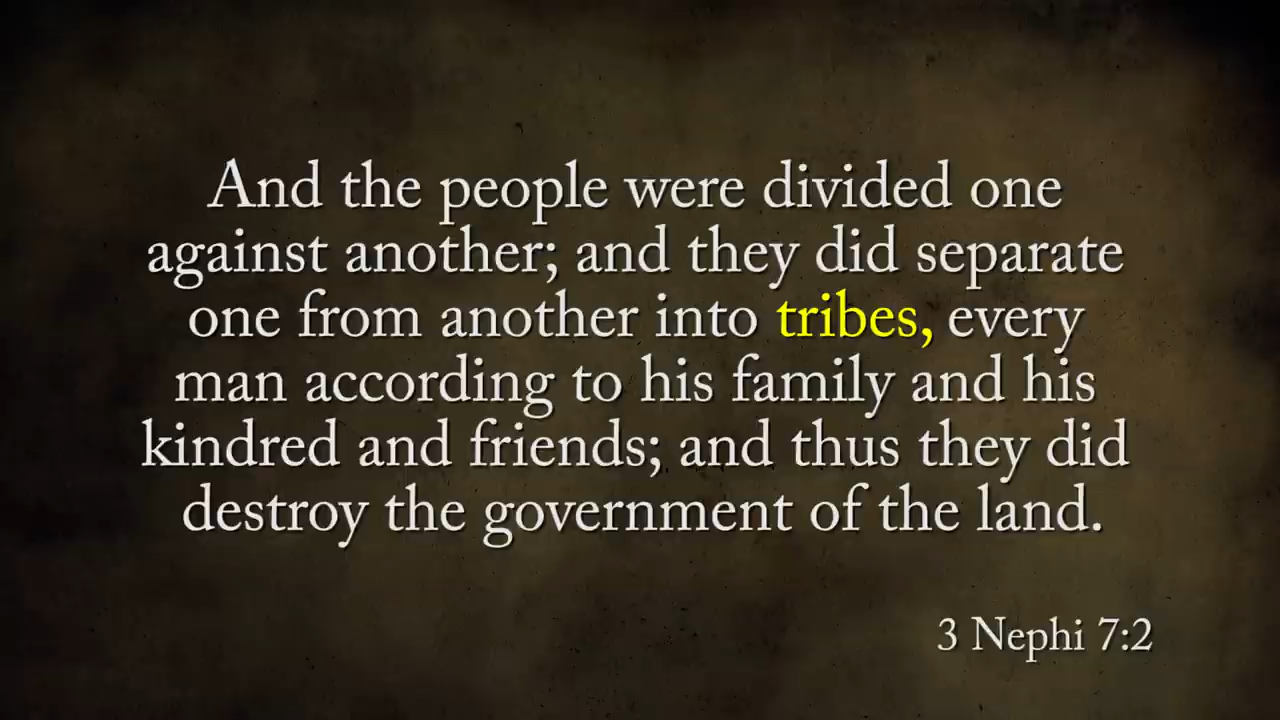 And the people were divided one
against another; and they did separate
one from another into tribes, every
man according to his family and his
kindred and friends; and thus they did
destroy the government of the land.
3 Nephi 7:2